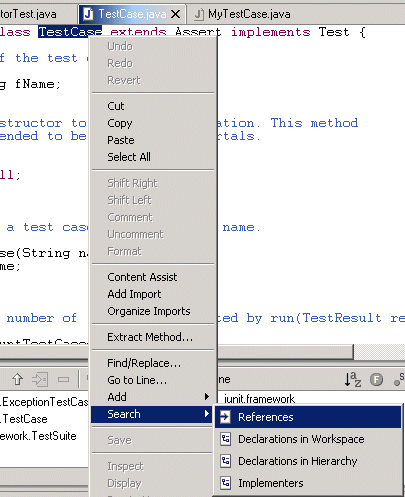 torTest.java TestCase.java MyTestCase.java
lass TestCase extends Assert implements Test {
f the test c
g fName;
structor to ation. This method
ended to be rtals.
ll;
a test case name.
se(String na
me;
number of ted by run(TestResult re
ntTestCase
Undo
Redo
Revert
Cut
Copy
Paste
Select All
Shift Right
Shift Left
Comment
Uncomment
Format
Content Assist
Add Import
Organize Imports
Extract Method...
Find/Replace...
Go to Line...
Add
Search
Save
Inspect
Display
ne
.ExceptionTestCas
.TestCase
ework.TestSuite
junit.framework
References
Declarations in Workspace
Declarations in Hierarchy
Implementers